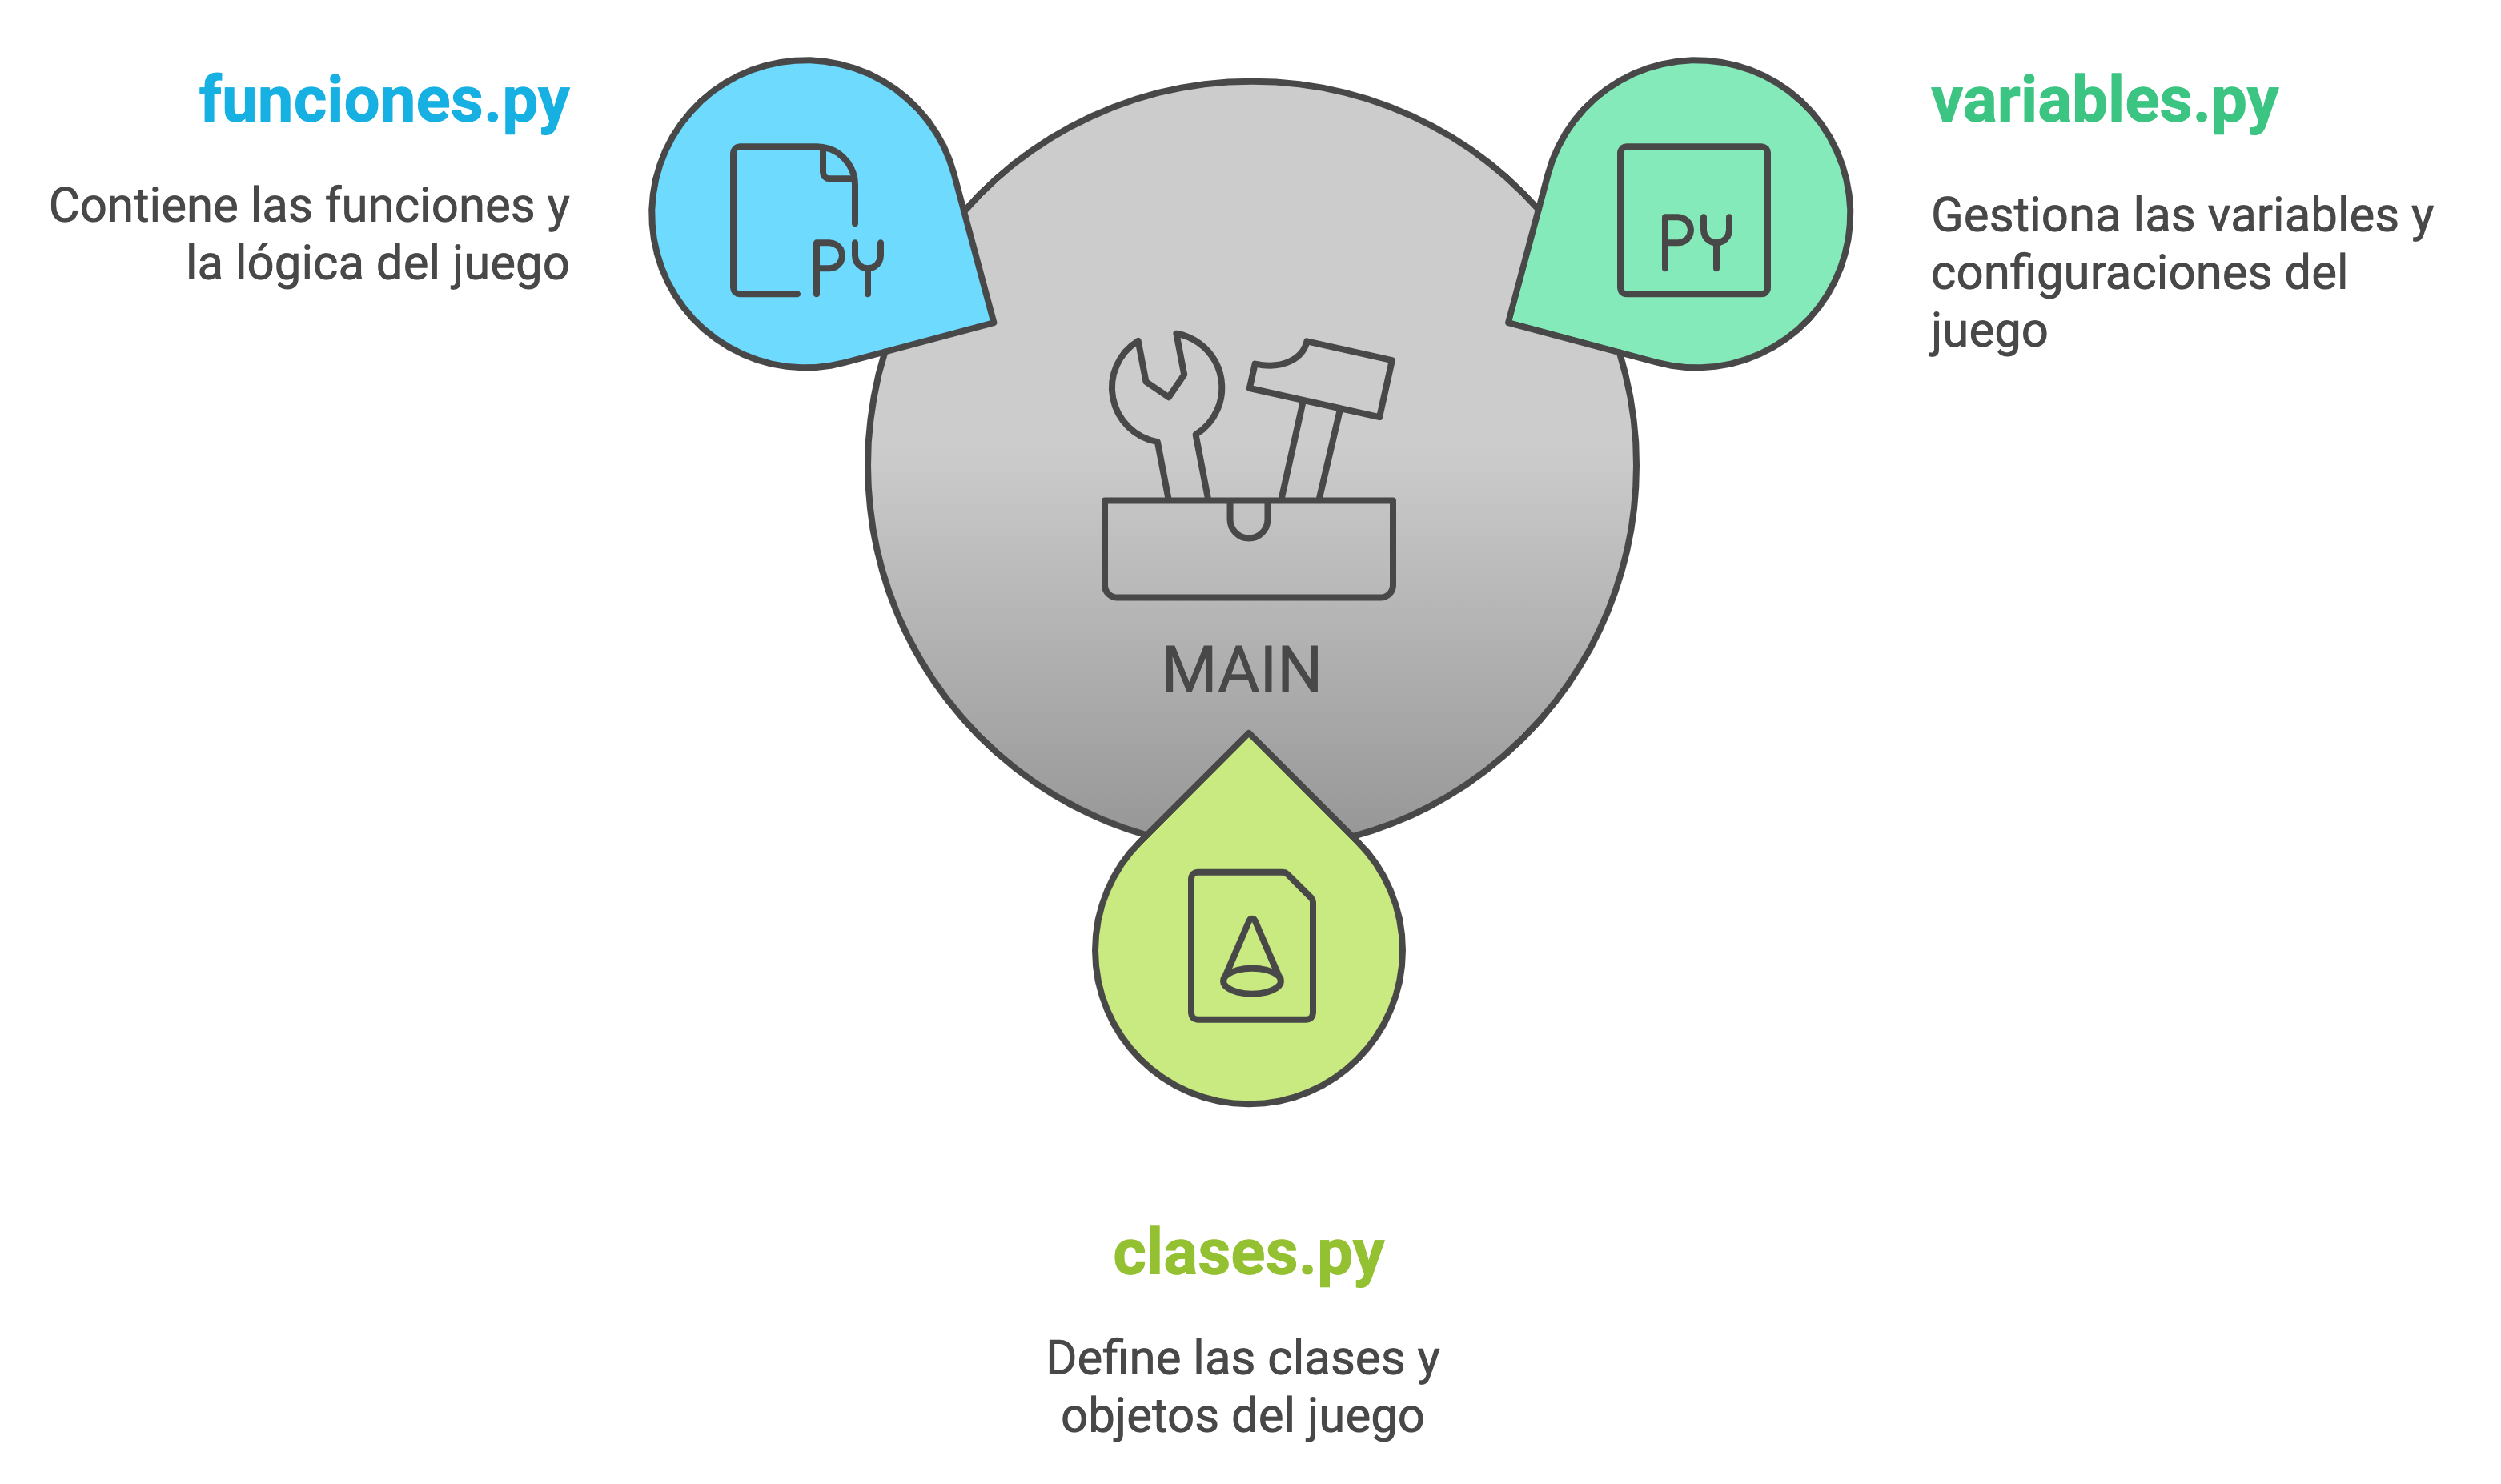 funciones.py
Contiene las funciones y
la lógica del juego
PY
variables.py
Gestiona las variables y
configuraciones del
juego
PY
MAIN
clases.py
Define las clases y
objetos del juego